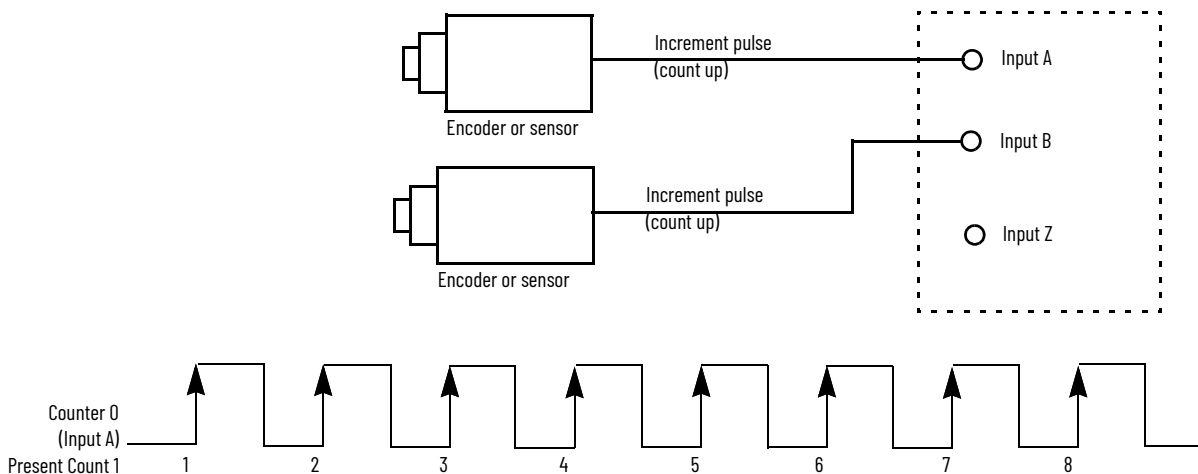 Increment pulse
(count up)
Input A
Encoder or sensor
Input B
Increment pulse
(count up)
Input Z
Encoder or sensor
Counter 0
(Input A)
Present Count 1 1 2 3 4 5 6 7 8